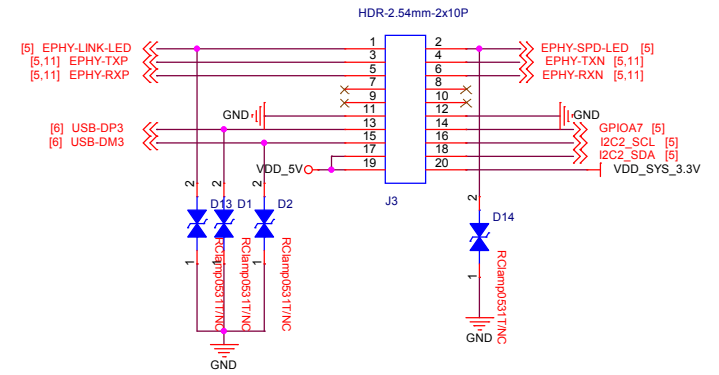 HDR-2.54mm-2x10P
[5] EPHY-LINK-LED 1 2 EPHY-SPD-LED [5]
[5,11] EPHY-TXP 3 4 EPHY-TXN [5,11]
[5,11] EPHY-RXP 5 6 EPHY-RXN [5,11]
7 8
9 10
GND 11 12 GND
[6] USB-DP3 13 14 GPIOA7 [5]
[6] USB-DM3 15 16 I2C2_SCL [5]
17 18 I2C2_SDA [5]
VDD_5V 19 20 VDD_SYS_3.3V
J3
2 2 2 2
D13 D1 D2 D14
1 1 1 1
RClamp0531T/NC RClamp0531T/NC RClamp0531T/NC RClamp0531T/NC
GND GND